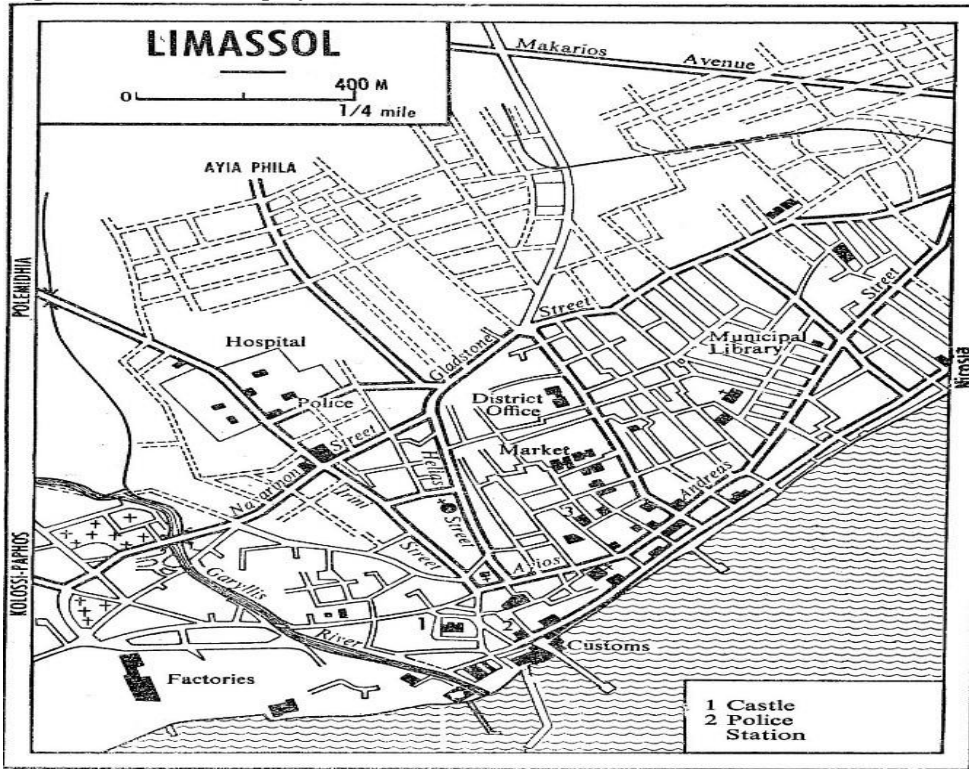 LIMASSOL
0 400 M
1/4 mile
Makarios Avenue
AYIA PHILA
POLEMIDHIA
Hospital
Police
Gladstone Street
Municipal
Library
District
Office
Market
Navarinon Street
Irini Street
Helias Street
Street
Andreas
Ayios
Nicosia
KOLOSSI-PAPHOS
Garyllis River
3
1
2
Customs
Factories
1 Castle
2 Police
Station